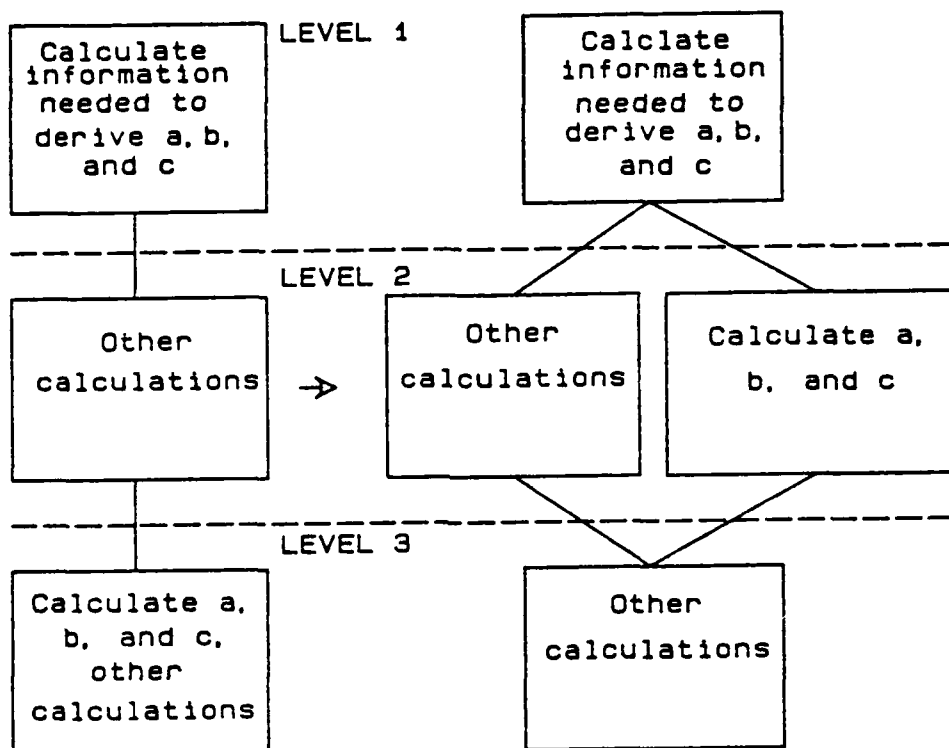 LEVEL 1
Calculate
information
needed to
derive a, b,
and c
Calclate
information
needed to
derive a, b,
and c
LEVEL 2
Other
calculations
Other
calculations
Calculate a,
b, and c
LEVEL 3
Calculate a,
b, and c,
other
calculations
Other
calculations